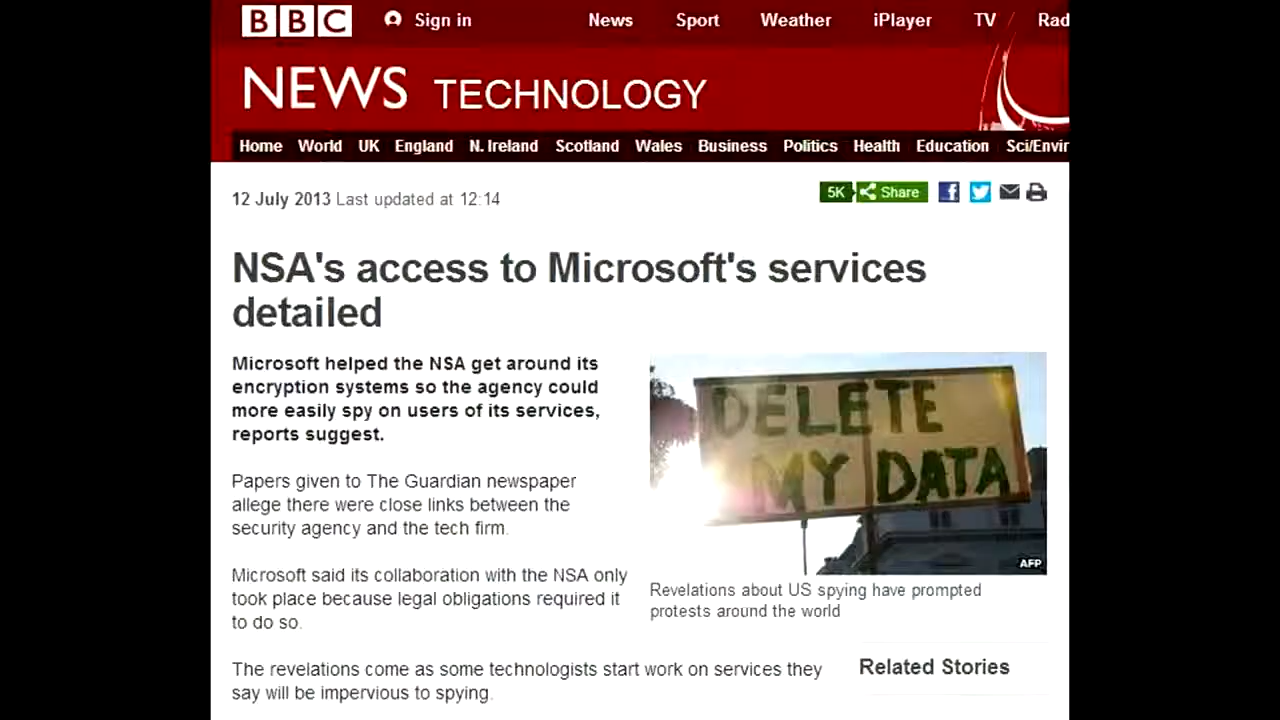 BBC Sign in News Sport Weather iPlayer TV Rad
NEWS TECHNOLOGY
Home World UK England N. Ireland Scotland Wales Business Politics Health Education Sci/Envir
12 July 2013 Last updated at 12:14
5K Share
NSA's access to Microsoft's services
detailed
Microsoft helped the NSA get around its
encryption systems so the agency could
more easily spy on users of its services,
reports suggest.
Papers given to The Guardian newspaper
allege there were close links between the
security agency and the tech firm.
Microsoft said its collaboration with the NSA only
took place because legal obligations required it
to do so.
The revelations come as some technologists start work on services they
say will be impervious to spying.
DELETE
MY DATA
AFP
Revelations about US spying have prompted
protests around the world
Related Stories